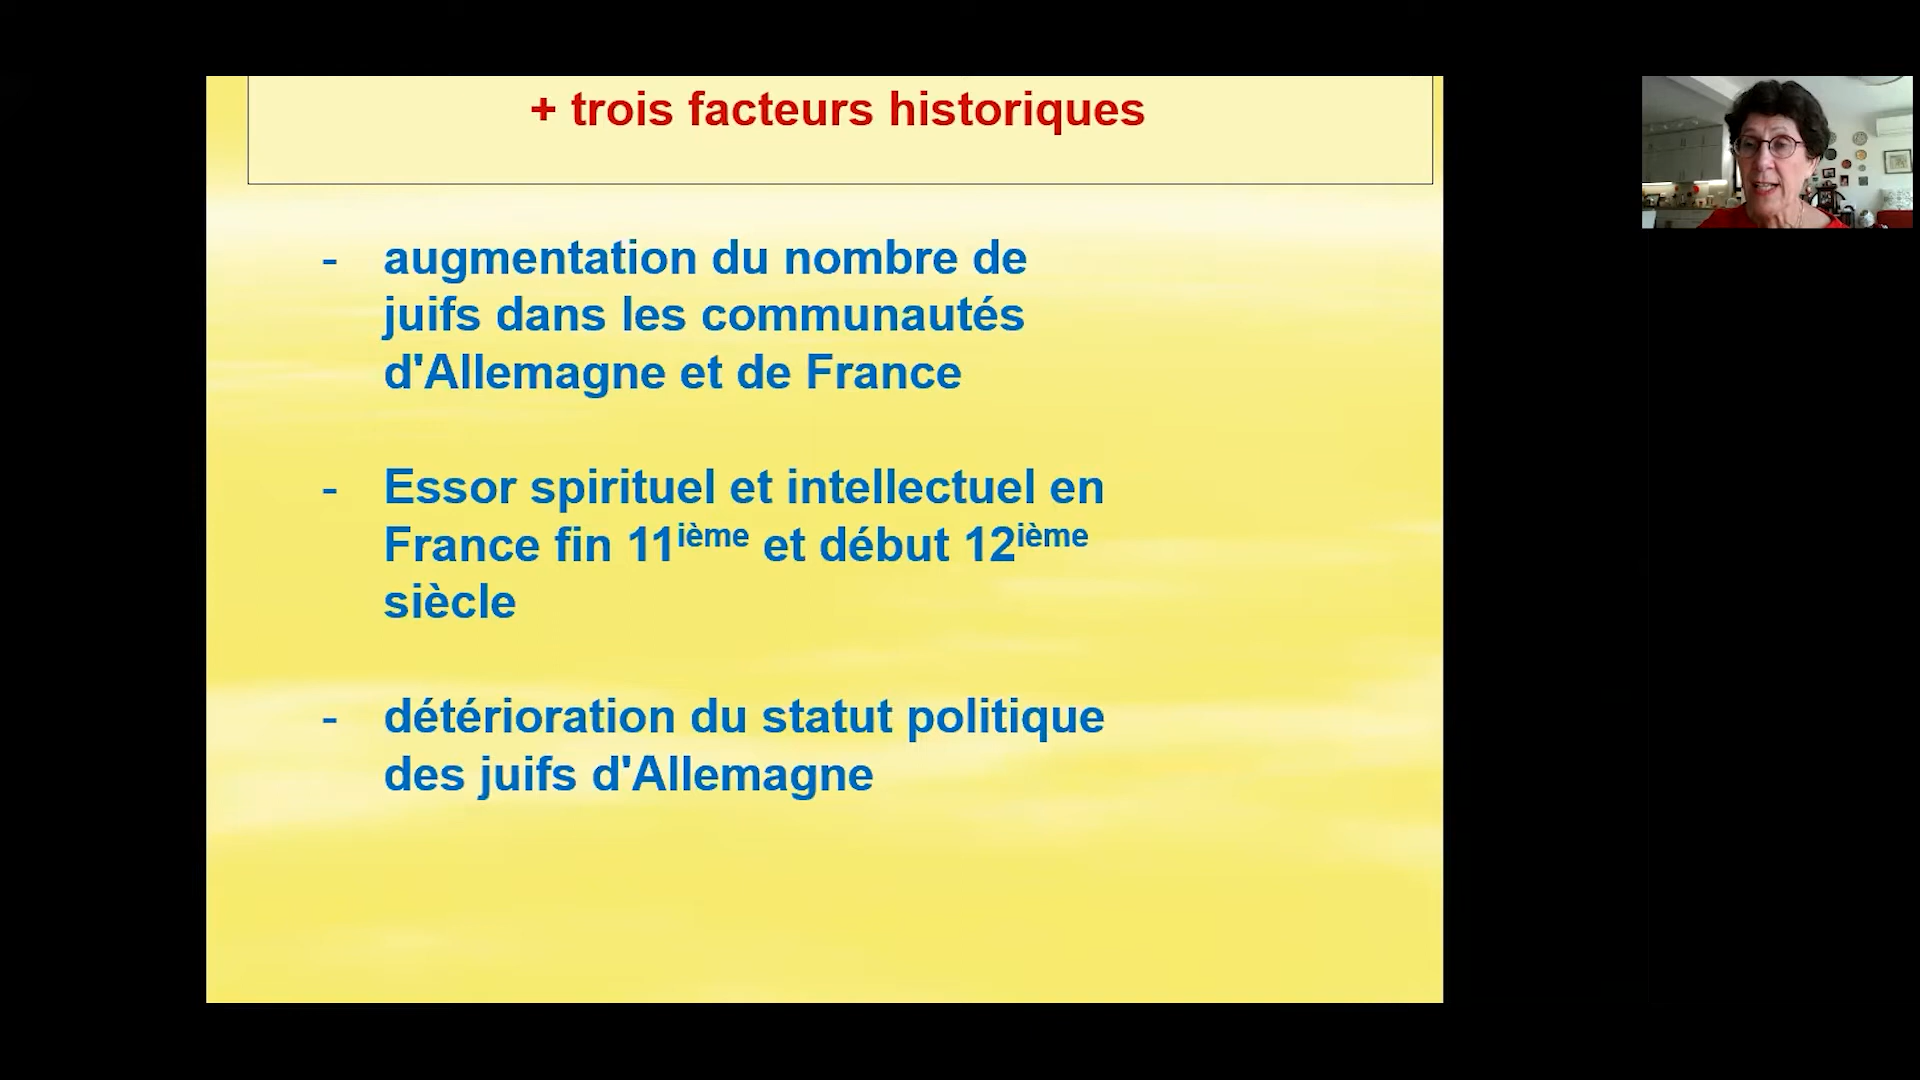 + trois facteurs historiques
- augmentation du nombre de
juifs dans les communautés
d'Allemagne et de France
- Essor spirituel et intellectuel en
France fin 11ième et début 12ième
siècle
- détérioration du statut politique
des juifs d'Allemagne